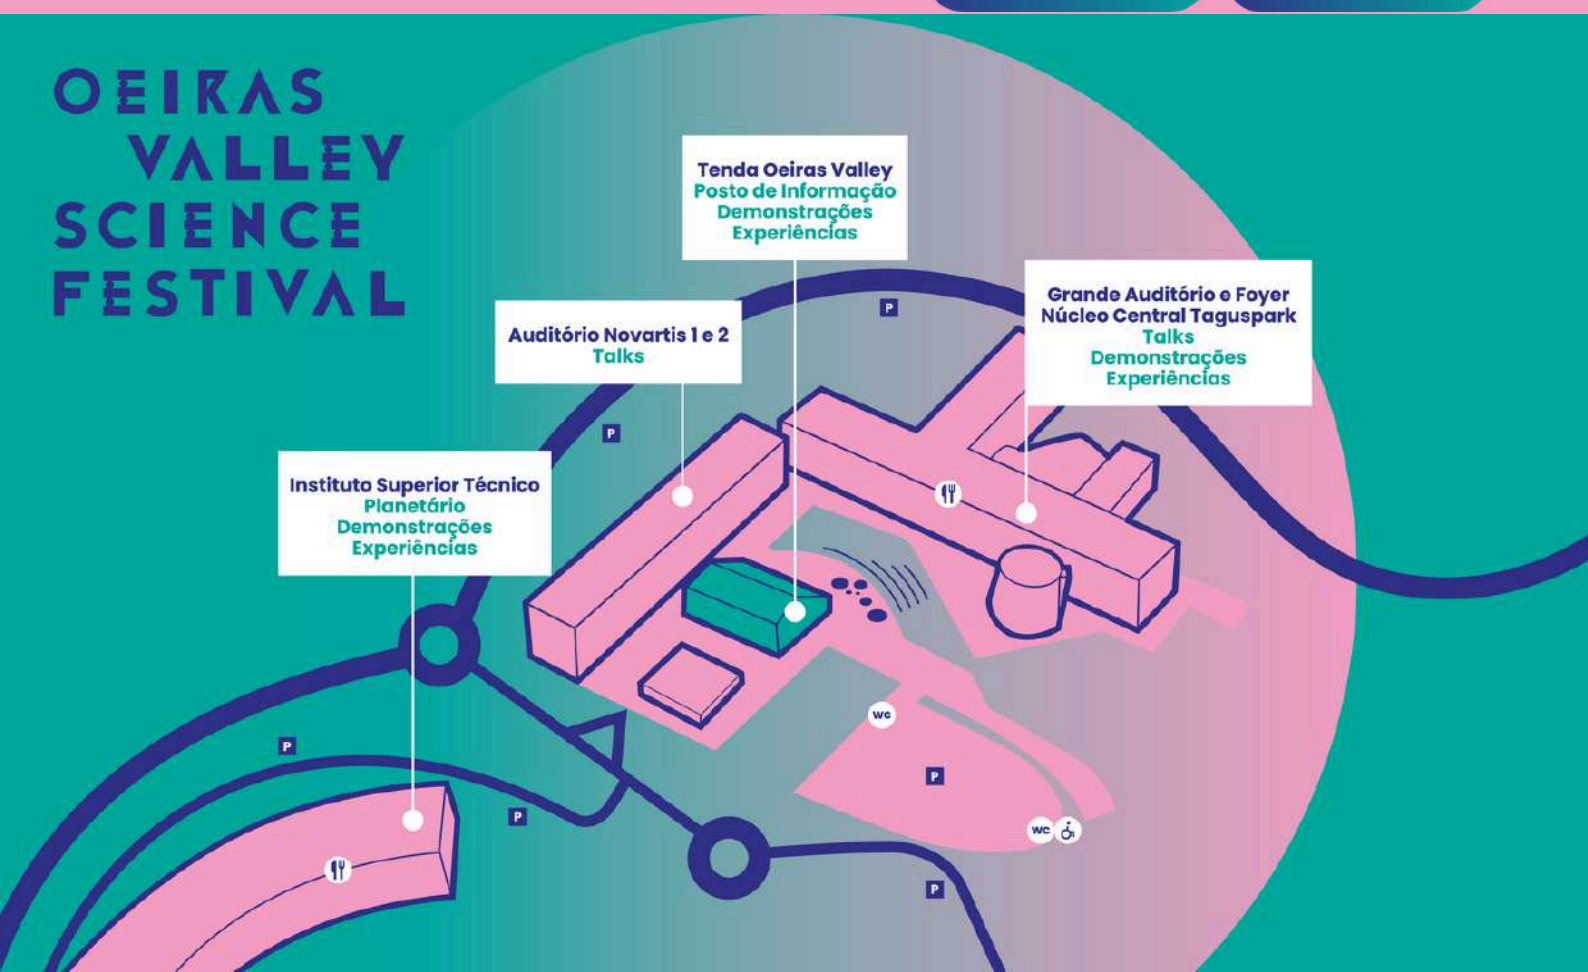 OEIRAS
VALLEY
SCIENCE
FESTIVAL
Tenda Oeiras Valley
Posto de Informação
Demonstrações
Experiências
Grande Auditório e Foyer
Núcleo Central Taguspark
Talks
Demonstrações
Experiências
Auditório Novartis 1 e 2
Talks
Instituto Superior Técnico
Planetário
Demonstrações
Experiências
P
P
P
P
P
P
WC
WC